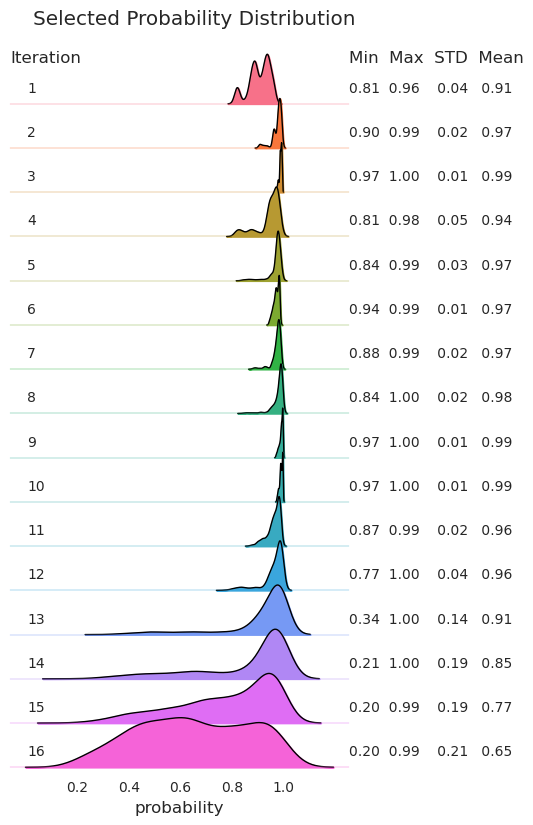 Selected Probability Distribution
Iteration Min Max STD Mean
1 0.81 0.96 0.04 0.91
2 0.90 0.99 0.02 0.97
3 0.97 1.00 0.01 0.99
4 0.81 0.98 0.05 0.94
5 0.84 0.99 0.03 0.97
6 0.94 0.99 0.01 0.97
7 0.88 0.99 0.02 0.97
8 0.84 1.00 0.02 0.98
9 0.97 1.00 0.01 0.99
10 0.97 1.00 0.01 0.99
11 0.87 0.99 0.02 0.96
12 0.77 1.00 0.04 0.96
13 0.34 1.00 0.14 0.91
14 0.21 1.00 0.19 0.85
15 0.20 0.99 0.19 0.77
16 0.20 0.99 0.21 0.65
0.2 0.4 0.6 0.8 1.0
probability